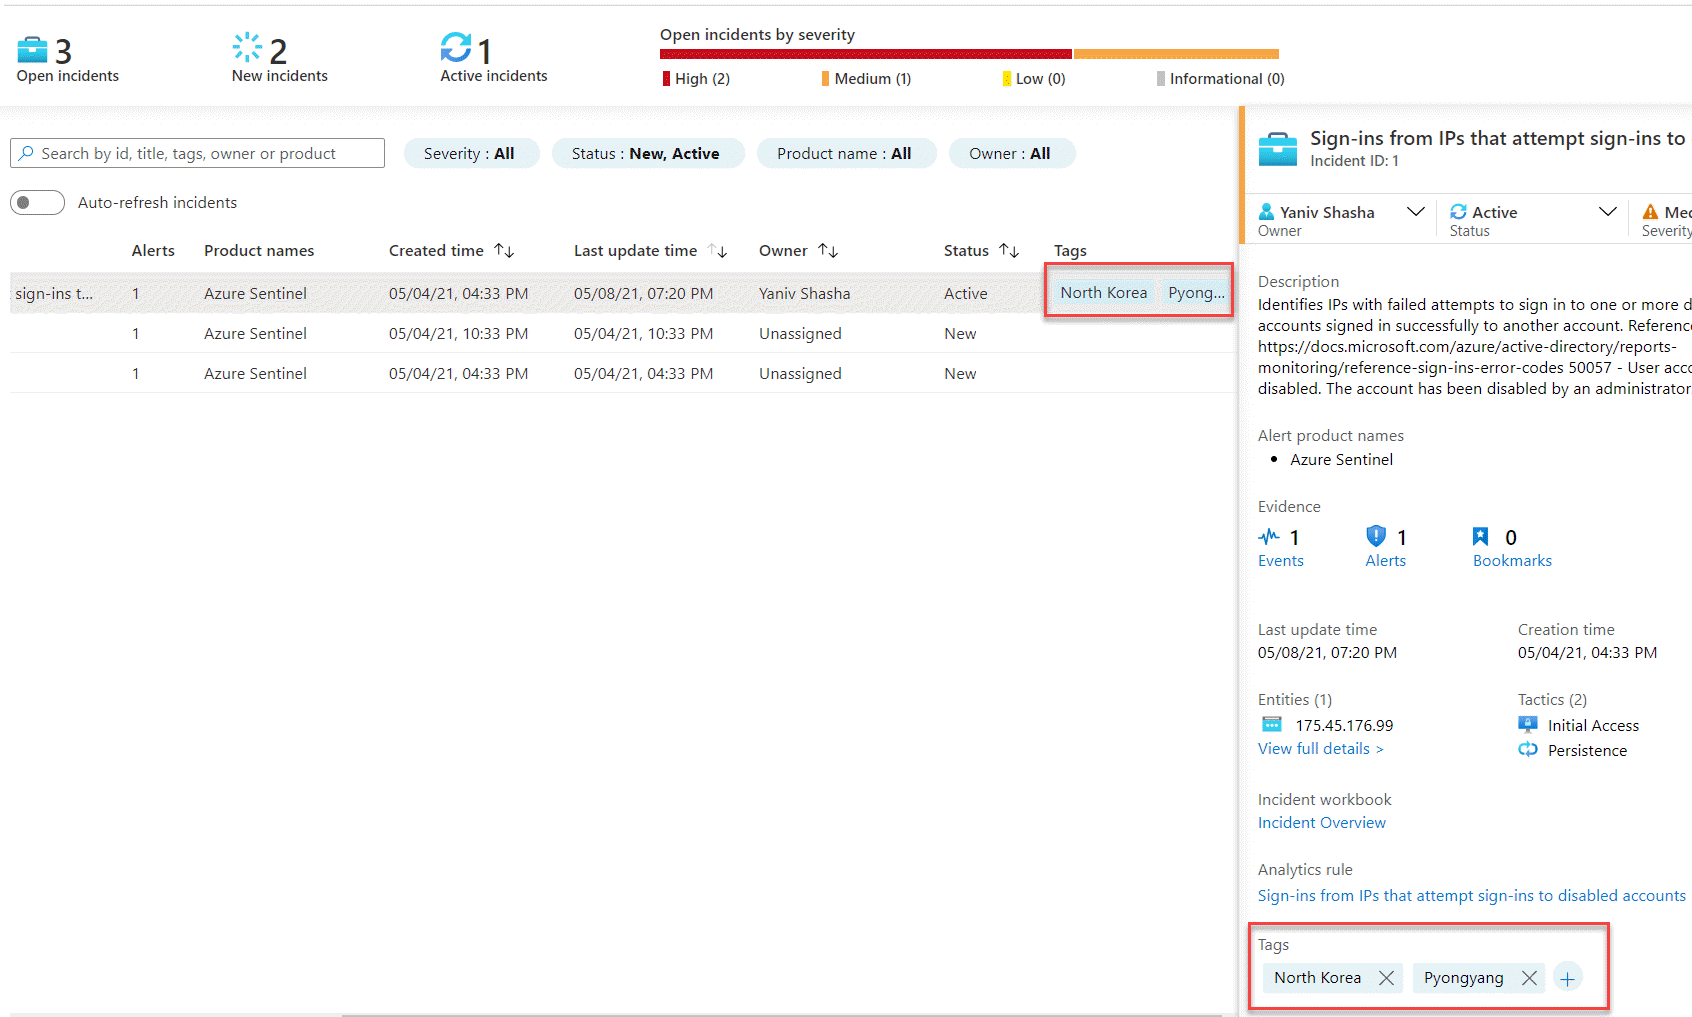 3
Open incidents
2
New incidents
1
Active incidents
Open incidents by severity
High (2)
Medium (1)
Low (0)
Informational (0)
Search by id, title, tags, owner or product
Severity : All
Status : New, Active
Product name : All
Owner : All
Auto-refresh incidents
Alerts Product names Created time Last update time Owner Status Tags
sign-ins t... 1 Azure Sentinel 05/04/21, 04:33 PM 05/08/21, 07:20 PM Yaniv Shasha Active North Korea Pyong...
1 Azure Sentinel 05/04/21, 10:33 PM 05/04/21, 10:33 PM Unassigned New
1 Azure Sentinel 05/04/21, 04:33 PM 05/04/21, 04:33 PM Unassigned New
Sign-ins from IPs that attempt sign-ins to
Incident ID: 1
Yaniv Shasha
Owner
Active
Status
Mec
Severity
Description
Identifies IPs with failed attempts to sign in to one or more d
accounts signed in successfully to another account. Reference
https://docs.microsoft.com/azure/active-directory/reports-
monitoring/reference-sign-ins-error-codes 50057 - User acco
disabled. The account has been disabled by an administrator
Alert product names
• Azure Sentinel
Evidence
1
Events
1
Alerts
0
Bookmarks
Last update time
05/08/21, 07:20 PM
Creation time
05/04/21, 04:33 PM
Entities (1)
175.45.176.99
View full details >
Tactics (2)
Initial Access
Persistence
Incident workbook
Incident Overview
Analytics rule
Sign-ins from IPs that attempt sign-ins to disabled accounts
Tags
North Korea
Pyongyang